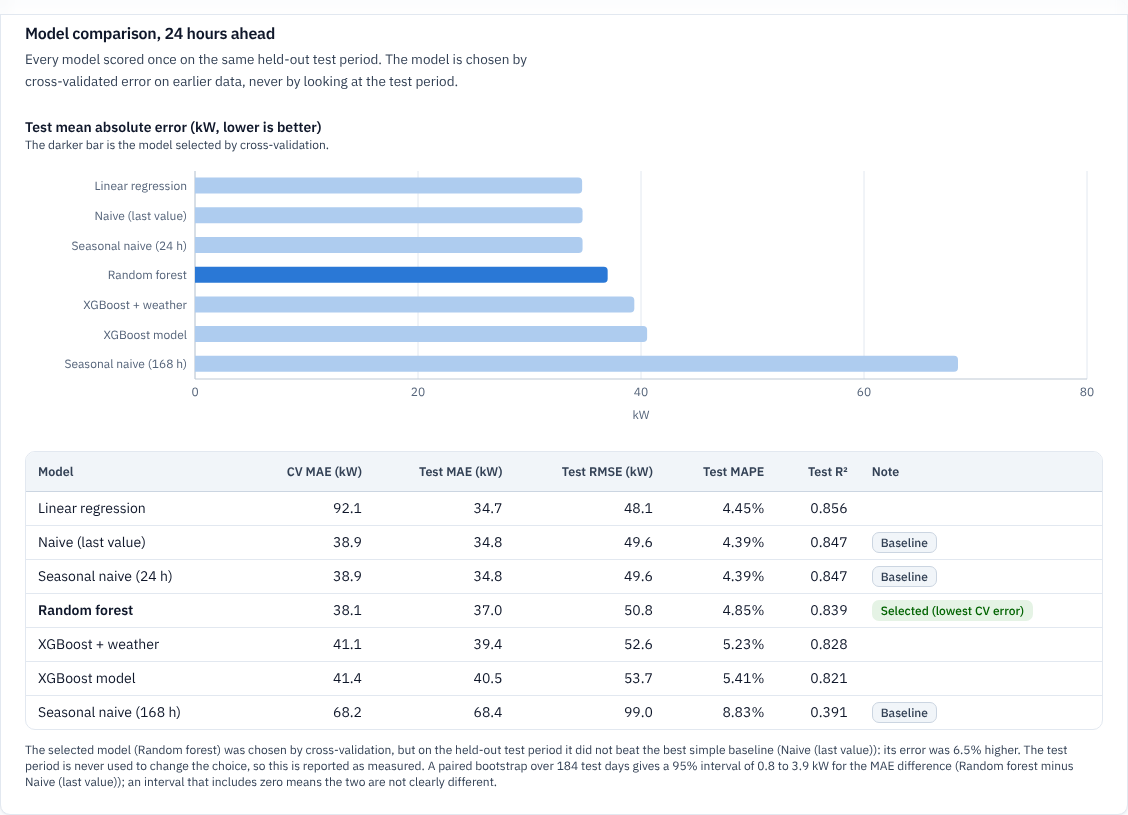 Model comparison, 24 hours ahead
Every model scored once on the same held-out test period. The model is chosen by
cross-validated error on earlier data, never by looking at the test period.
Test mean absolute error (kW, lower is better)
The darker bar is the model selected by cross-validation.
Linear regression
Naive (last value)
Seasonal naive (24 h)
Random forest
XGBoost + weather
XGBoost model
Seasonal naive (168 h)
0 20 40 60 80
kW
Model CV MAE (kW) Test MAE (kW) Test RMSE (kW) Test MAPE Test R² Note
Linear regression 92.1 34.7 48.1 4.45% 0.856
Naive (last value) 38.9 34.8 49.6 4.39% 0.847 Baseline
Seasonal naive (24 h) 38.9 34.8 49.6 4.39% 0.847 Baseline
Random forest 38.1 37.0 50.8 4.85% 0.839 Selected (lowest CV error)
XGBoost + weather 41.1 39.4 52.6 5.23% 0.828
XGBoost model 41.4 40.5 53.7 5.41% 0.821
Seasonal naive (168 h) 68.2 68.4 99.0 8.83% 0.391 Baseline
The selected model (Random forest) was chosen by cross-validation, but on the held-out test period it did not beat the best simple baseline (Naive (last value)): its error was 6.5% higher. The test
period is never used to change the choice, so this is reported as measured. A paired bootstrap over 184 test days gives a 95% interval of 0.8 to 3.9 kW for the MAE difference (Random forest minus
Naive (last value)); an interval that includes zero means the two are not clearly different.